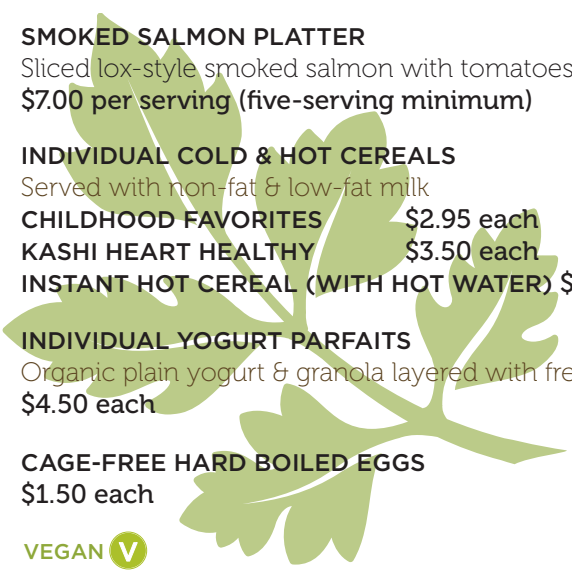 SMOKED SALMON PLATTER
Sliced lox-style smoked salmon with tomatoes
$7.00 per serving (five-serving minimum)
INDIVIDUAL COLD & HOT CEREALS
Served with non-fat & low-fat milk
CHILDHOOD FAVORITES $2.95 each
KASHI HEART HEALTHY $3.50 each
INSTANT HOT CEREAL (WITH HOT WATER) $
INDIVIDUAL YOGURT PARFAITS
Organic plain yogurt & granola layered with fre
$4.50 each
CAGE-FREE HARD BOILED EGGS
$1.50 each
VEGAN V